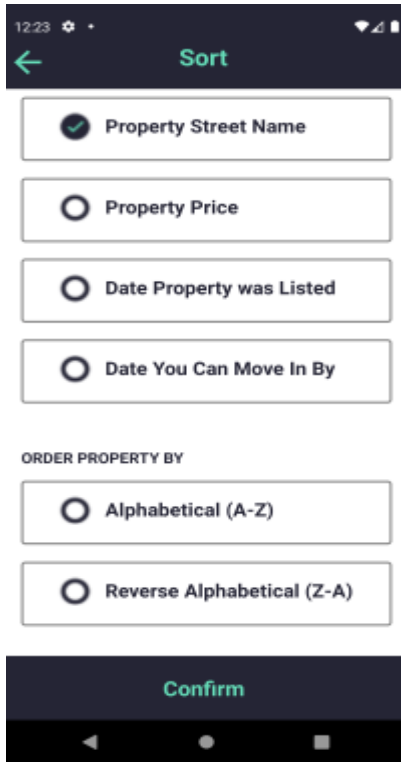 12:23
Sort
Property Street Name
Property Price
Date Property was Listed
Date You Can Move In By
ORDER PROPERTY BY
Alphabetical (A-Z)
Reverse Alphabetical (Z-A)
Confirm